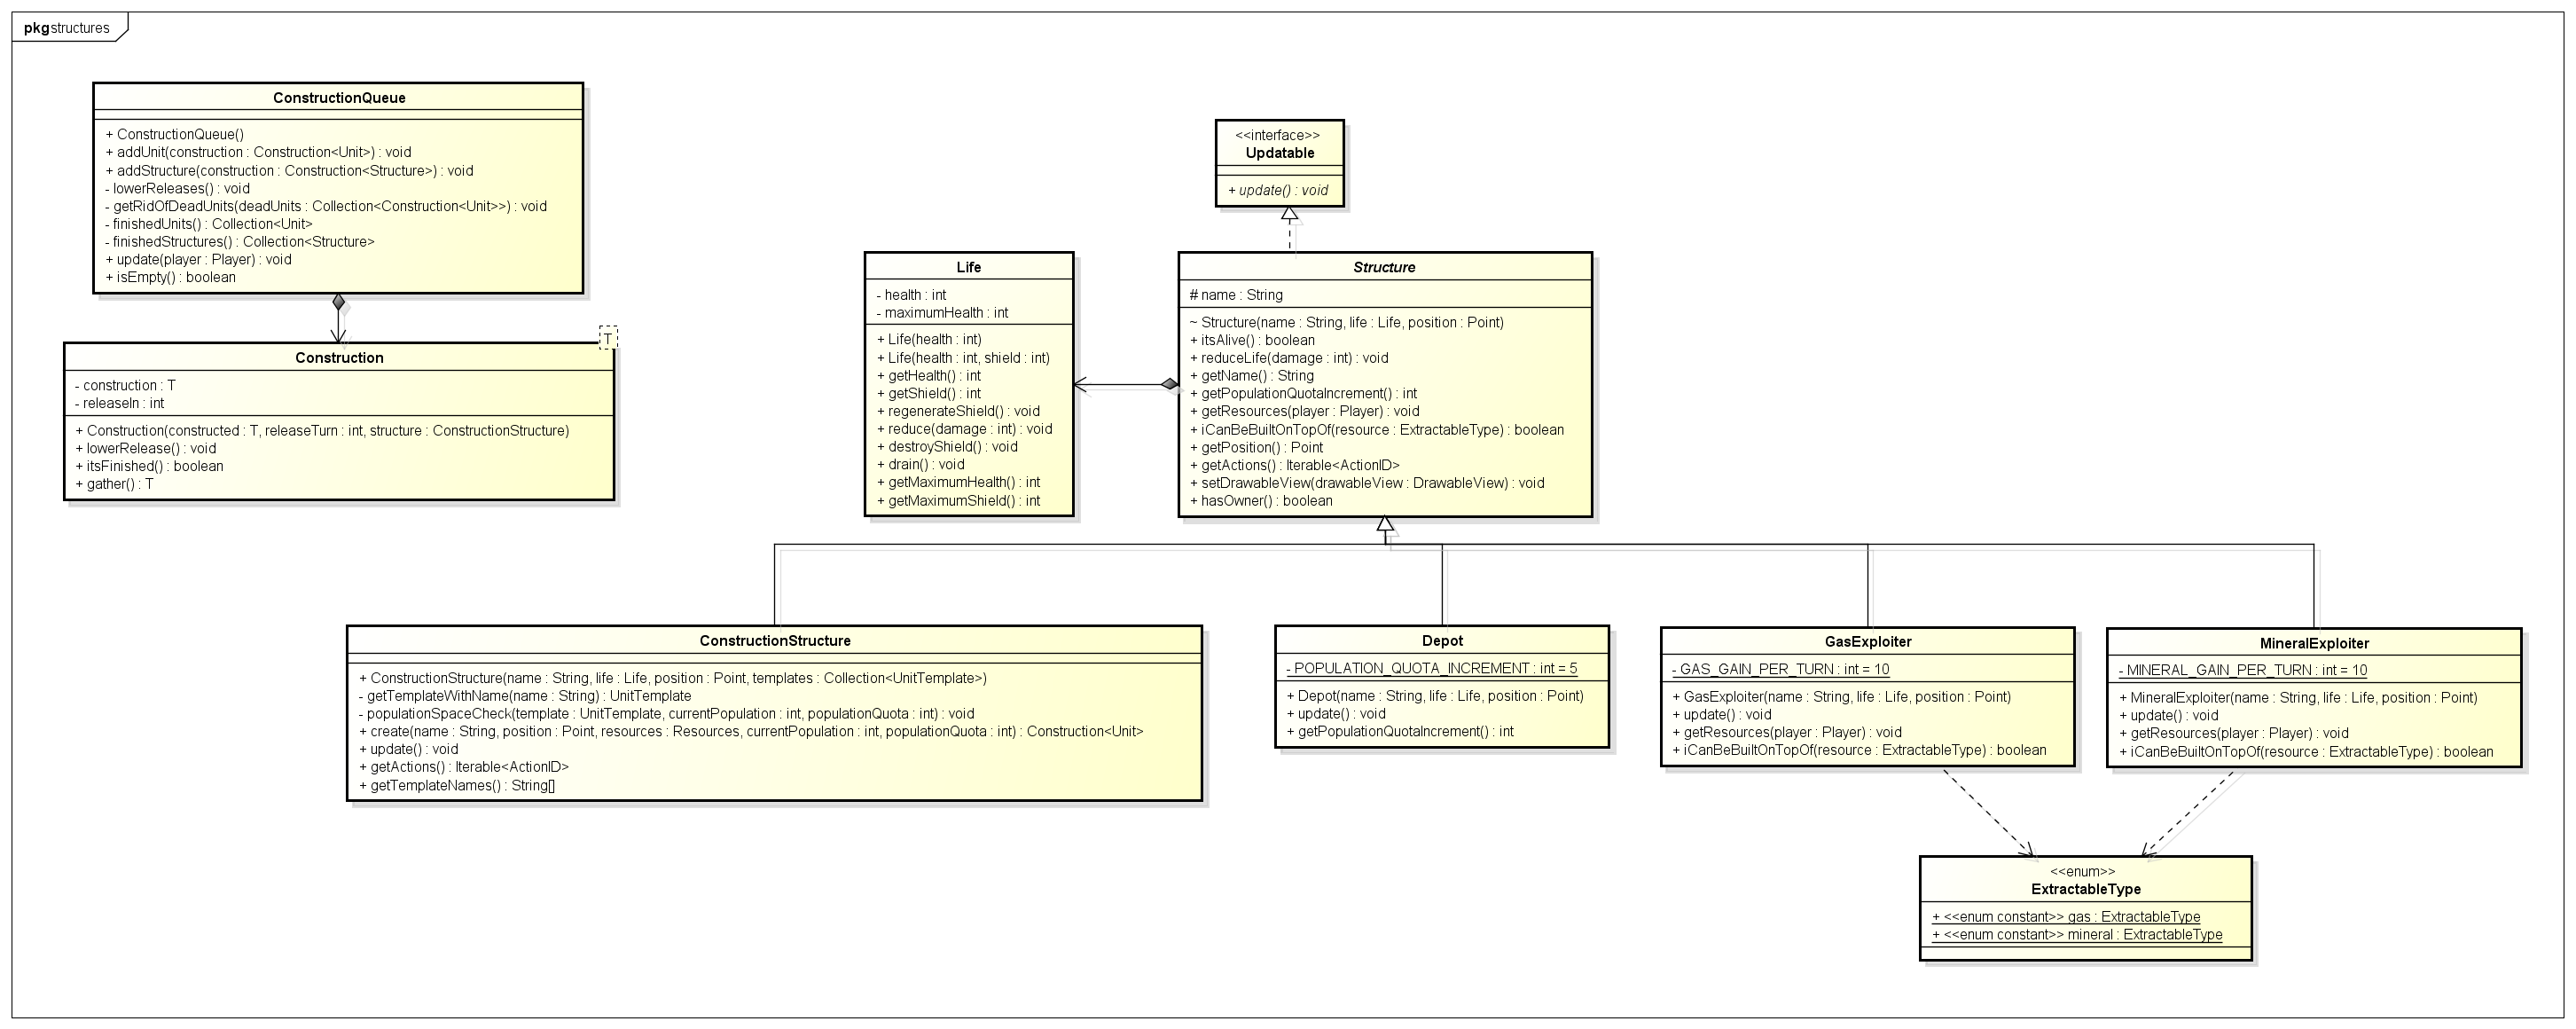 pkg structures
ConstructionQueue
+ ConstructionQueue()
+ addUnit(construction : Construction<Unit>) : void
+ addStructure(construction : Construction<Structure>) : void
- lowerReleases() : void
- getRidOfDeadUnits(deadUnits : Collection<Construction<Unit>>) : void
- finishedUnits() : Collection<Unit>
- finishedStructures() : Collection<Structure>
+ update(player : Player) : void
+ isEmpty() : boolean
T
Construction
- construction : T
- releaseIn : int
+ Construction(constructed : T, releaseTurn : int, structure : ConstructionStructure)
+ lowerRelease() : void
+ itsFinished() : boolean
+ gather() : T
<<interface>>
Updatable
+ update() : void
Life
- health : int
- maximumHealth : int
+ Life(health : int)
+ Life(health : int, shield : int)
+ getHealth() : int
+ getShield() : int
+ regenerateShield() : void
+ reduce(damage : int) : void
+ destroyShield() : void
+ drain() : void
+ getMaximumHealth() : int
+ getMaximumShield() : int
Structure
# name : String
~ Structure(name : String, life : Life, position : Point)
+ itsAlive() : boolean
+ reduceLife(damage : int) : void
+ getName() : String
+ getPopulationQuotaIncrement() : int
+ getResources(player : Player) : void
+ iCanBeBuiltOnTopOf(resource : ExtractableType) : boolean
+ getPosition() : Point
+ getActions() : Iterable<ActionID>
+ setDrawableView(drawableView : DrawableView) : void
+ hasOwner() : boolean
ConstructionStructure
+ ConstructionStructure(name : String, life : Life, position : Point, templates : Collection<UnitTemplate>)
- getTemplateWithName(name : String) : UnitTemplate
- populationSpaceCheck(template : UnitTemplate, currentPopulation : int, populationQuota : int) : void
+ create(name : String, position : Point, resources : Resources, currentPopulation : int, populationQuota : int) : Construction<Unit>
+ update() : void
+ getActions() : Iterable<ActionID>
+ getTemplateNames() : String[]
Depot
- POPULATION_QUOTA_INCREMENT : int = 5
+ Depot(name : String, life : Life, position : Point)
+ update() : void
+ getPopulationQuotaIncrement() : int
GasExploiter
- GAS_GAIN_PER_TURN : int = 10
+ GasExploiter(name : String, life : Life, position : Point)
+ update() : void
+ getResources(player : Player) : void
+ iCanBeBuiltOnTopOf(resource : ExtractableType) : boolean
MineralExploiter
- MINERAL_GAIN_PER_TURN : int = 10
+ MineralExploiter(name : String, life : Life, position : Point)
+ update() : void
+ getResources(player : Player) : void
+ iCanBeBuiltOnTopOf(resource : ExtractableType) : boolean
<<enum>>
ExtractableType
+ <<enum constant>> gas : ExtractableType
+ <<enum constant>> mineral : ExtractableType